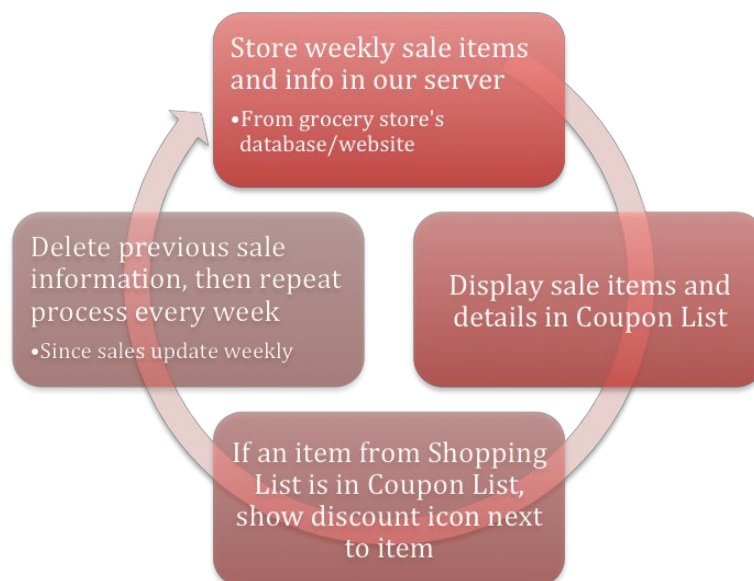 Store weekly sale items
and info in our server
•From grocery store's
database/website
Display sale items and
details in Coupon List
If an item from Shopping
List is in Coupon List,
show discount icon next
to item
Delete previous sale
information, then repeat
process every week
•Since sales update weekly